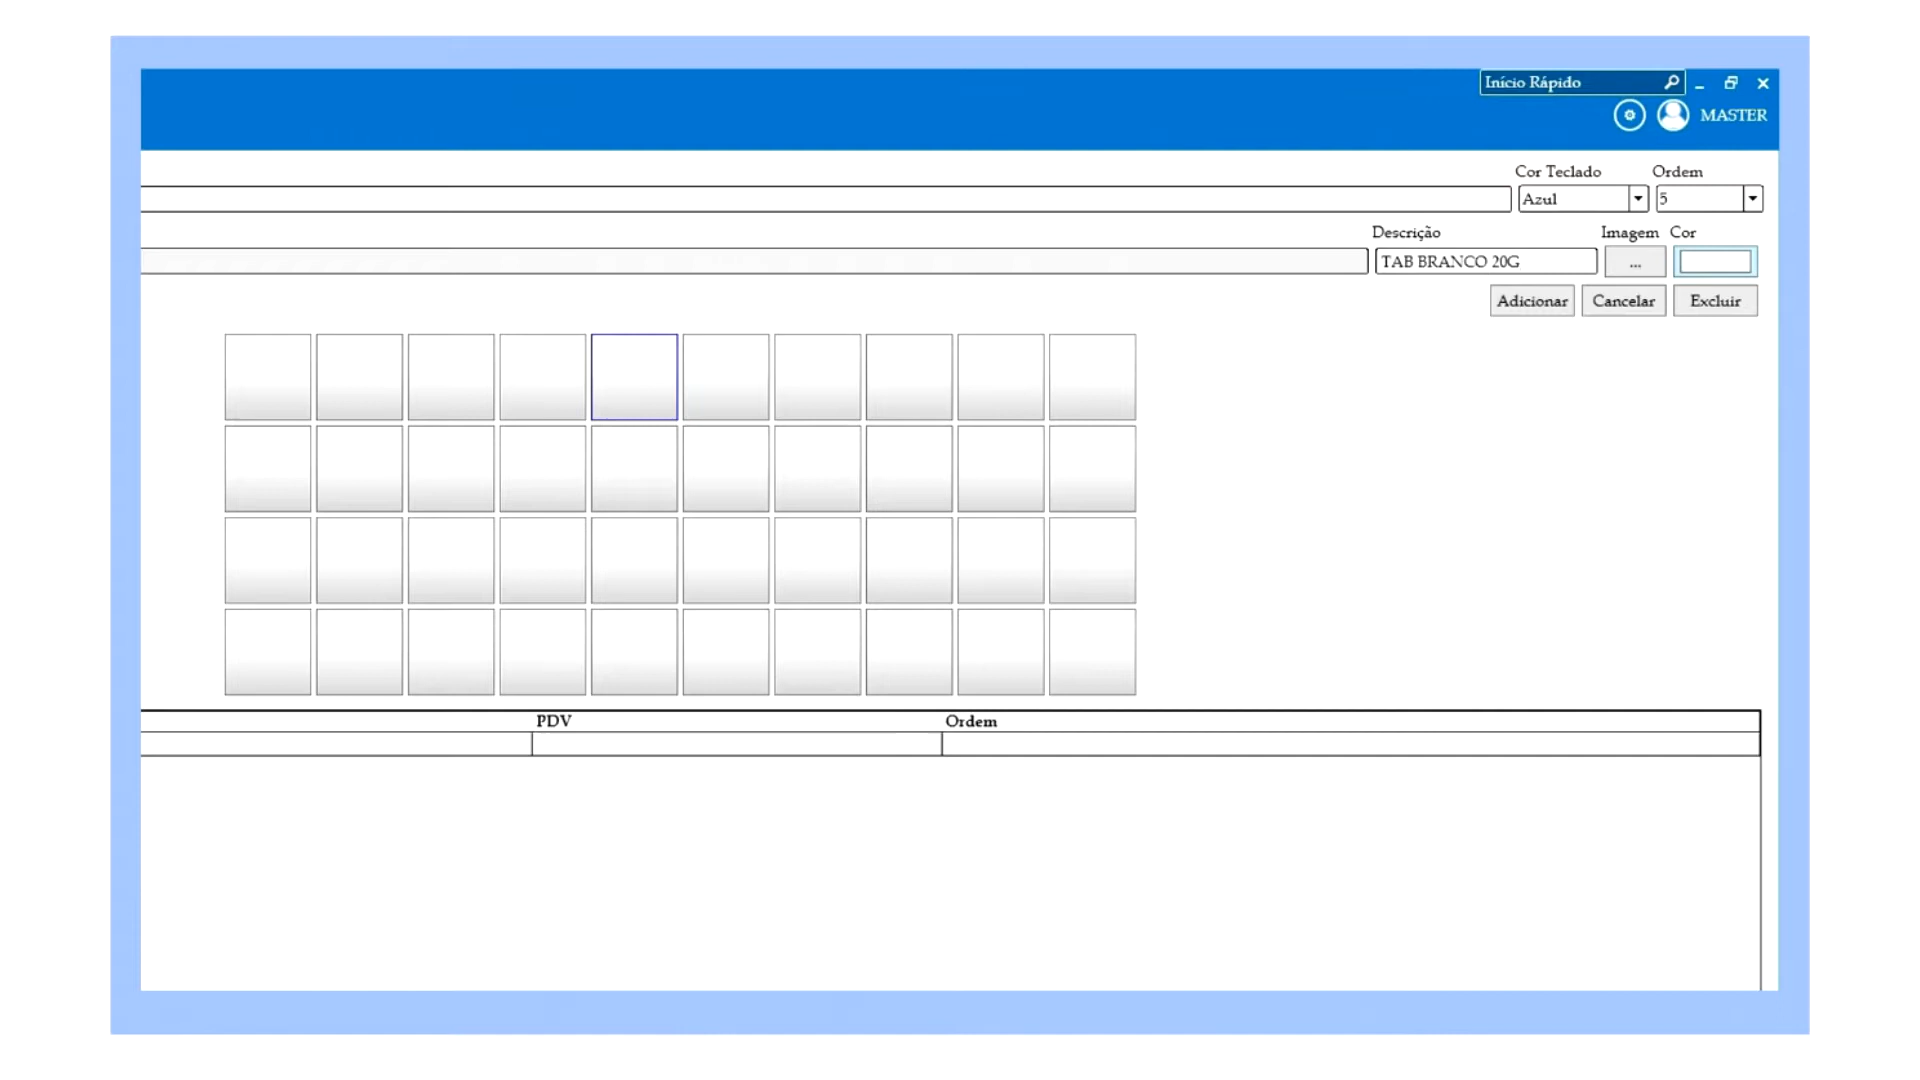 Início Rápido
MASTER
Cor Teclado Ordem
Azul 5
Descrição Imagem Cor
TAB BRANCO 20G ...
Adicionar Cancelar Excluir
PDV Ordem